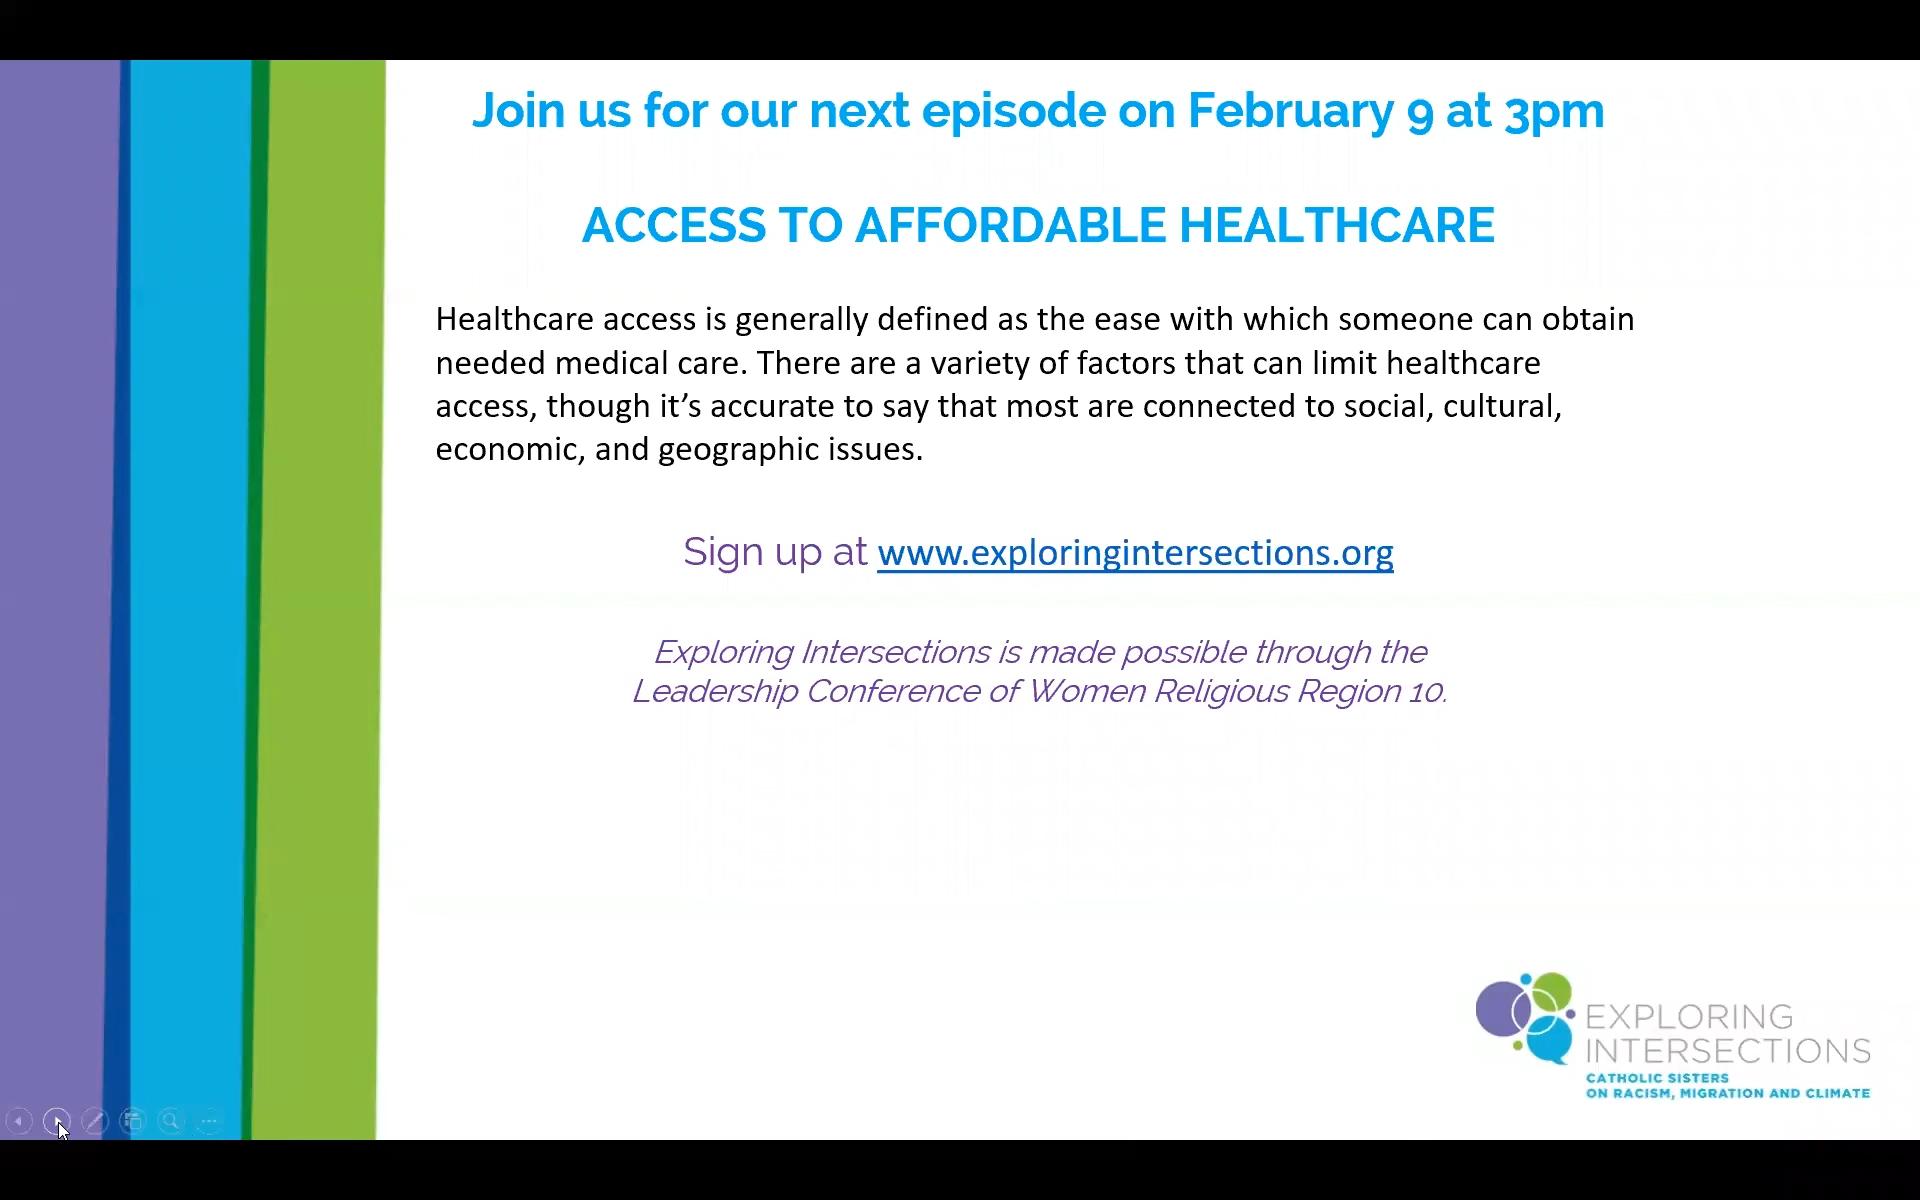 Join us for our next episode on February 9 at 3pm
ACCESS TO AFFORDABLE HEALTHCARE
Healthcare access is generally defined as the ease with which someone can obtain
needed medical care. There are a variety of factors that can limit healthcare
access, though it’s accurate to say that most are connected to social, cultural,
economic, and geographic issues.
Sign up at www.exploringintersections.org
Exploring Intersections is made possible through the
Leadership Conference of Women Religious Region 10.
EXPLORING
INTERSECTIONS
CATHOLIC SISTERS
ON RACISM, MIGRATION AND CLIMATE